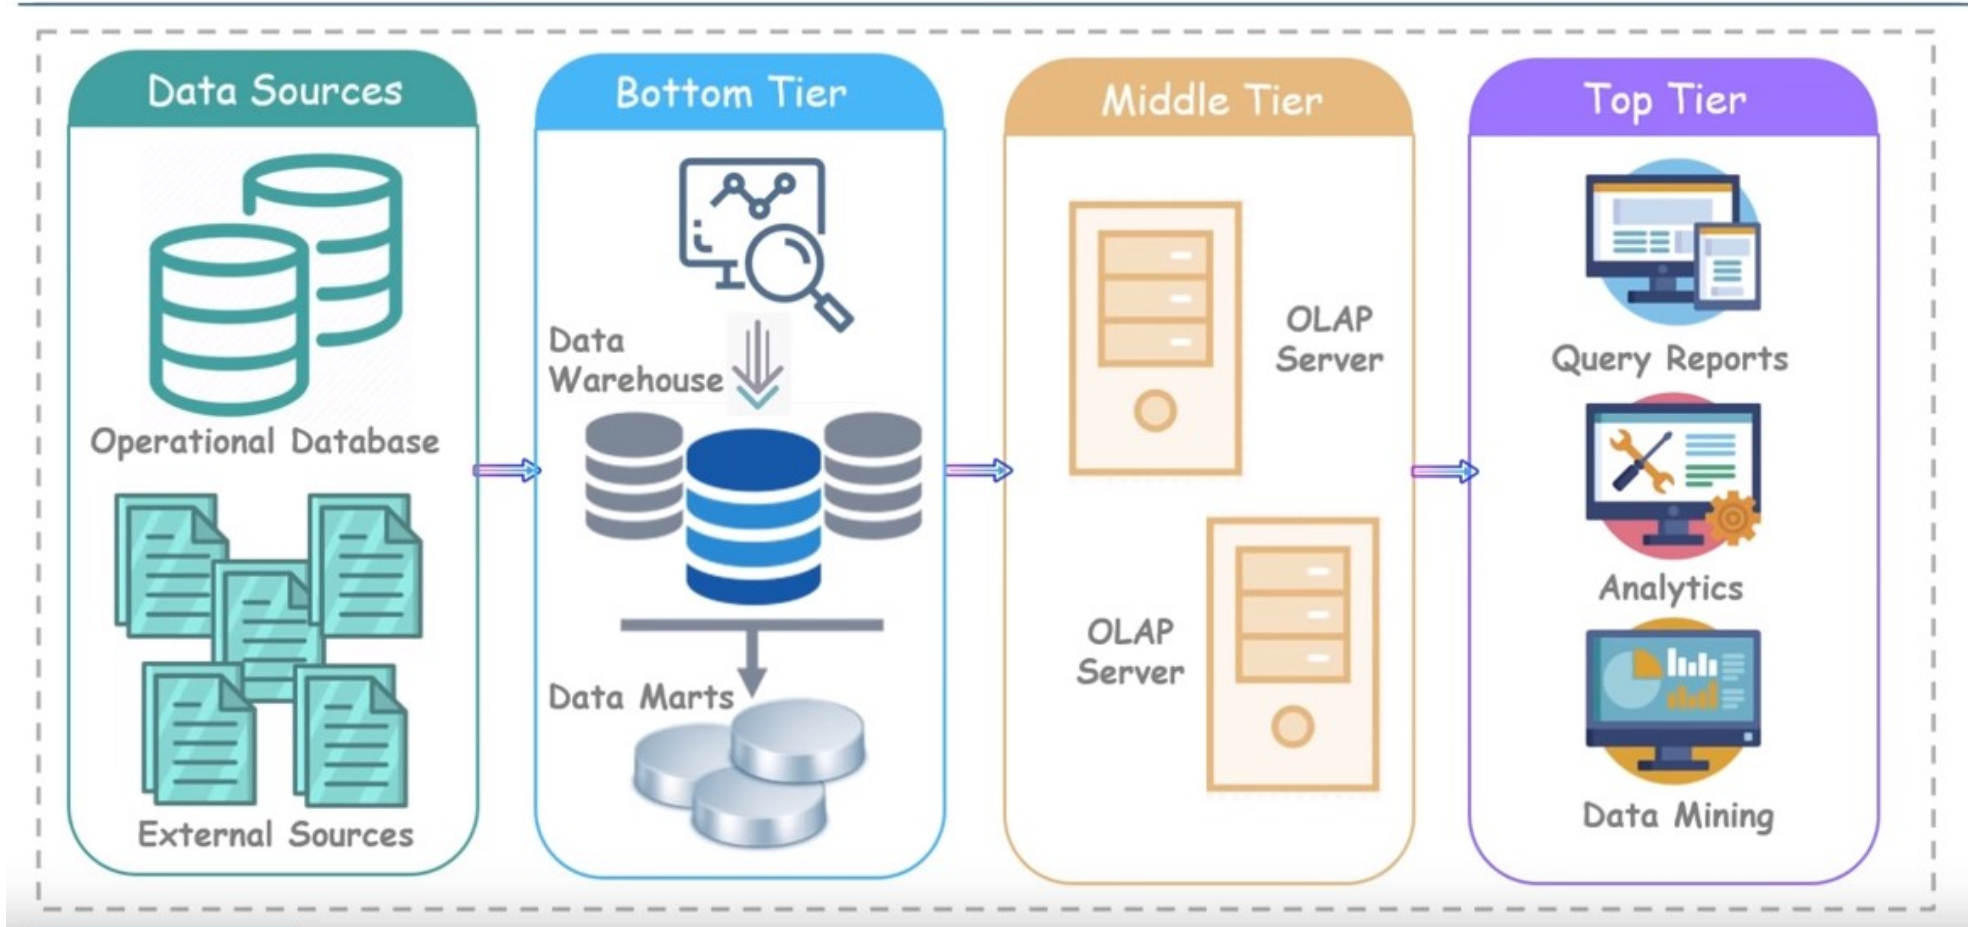 Data Sources
Operational Database
External Sources
Bottom Tier
Data
Warehouse
Data Marts
Middle Tier
OLAP
Server
OLAP
Server
Top Tier
Query Reports
Analytics
Data Mining